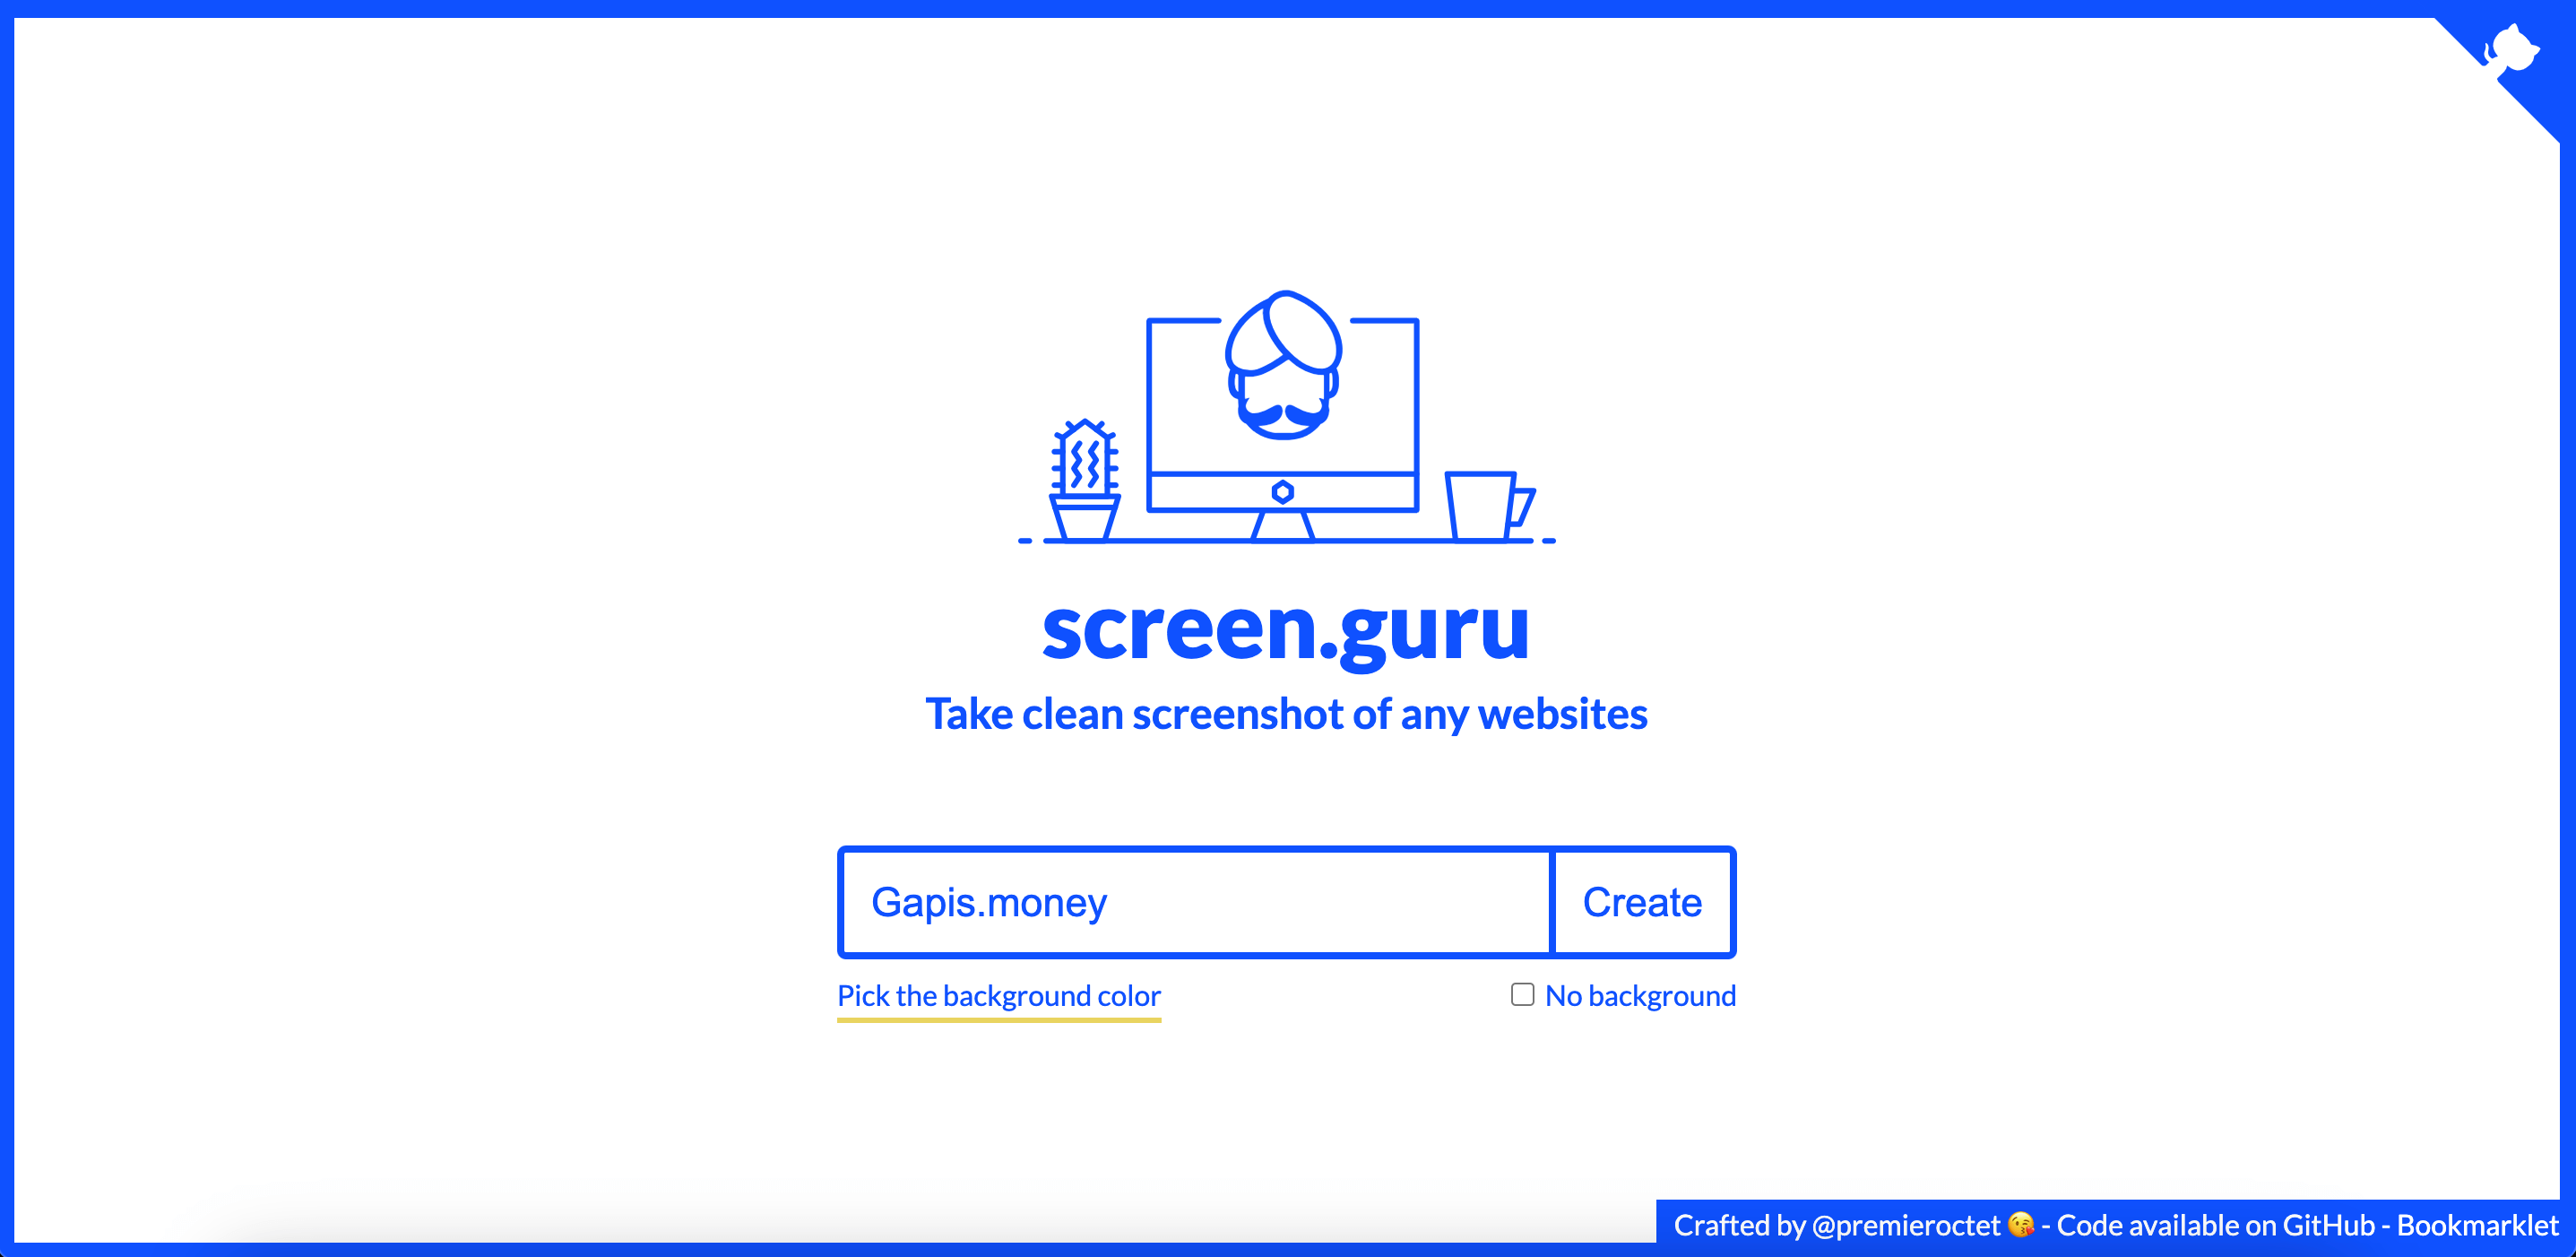 screen.guru
Take clean screenshot of any websites
Gapis.money
Create
Pick the background color
No background
Crafted by @premieroctet 😘 - Code available on GitHub - Bookmarklet